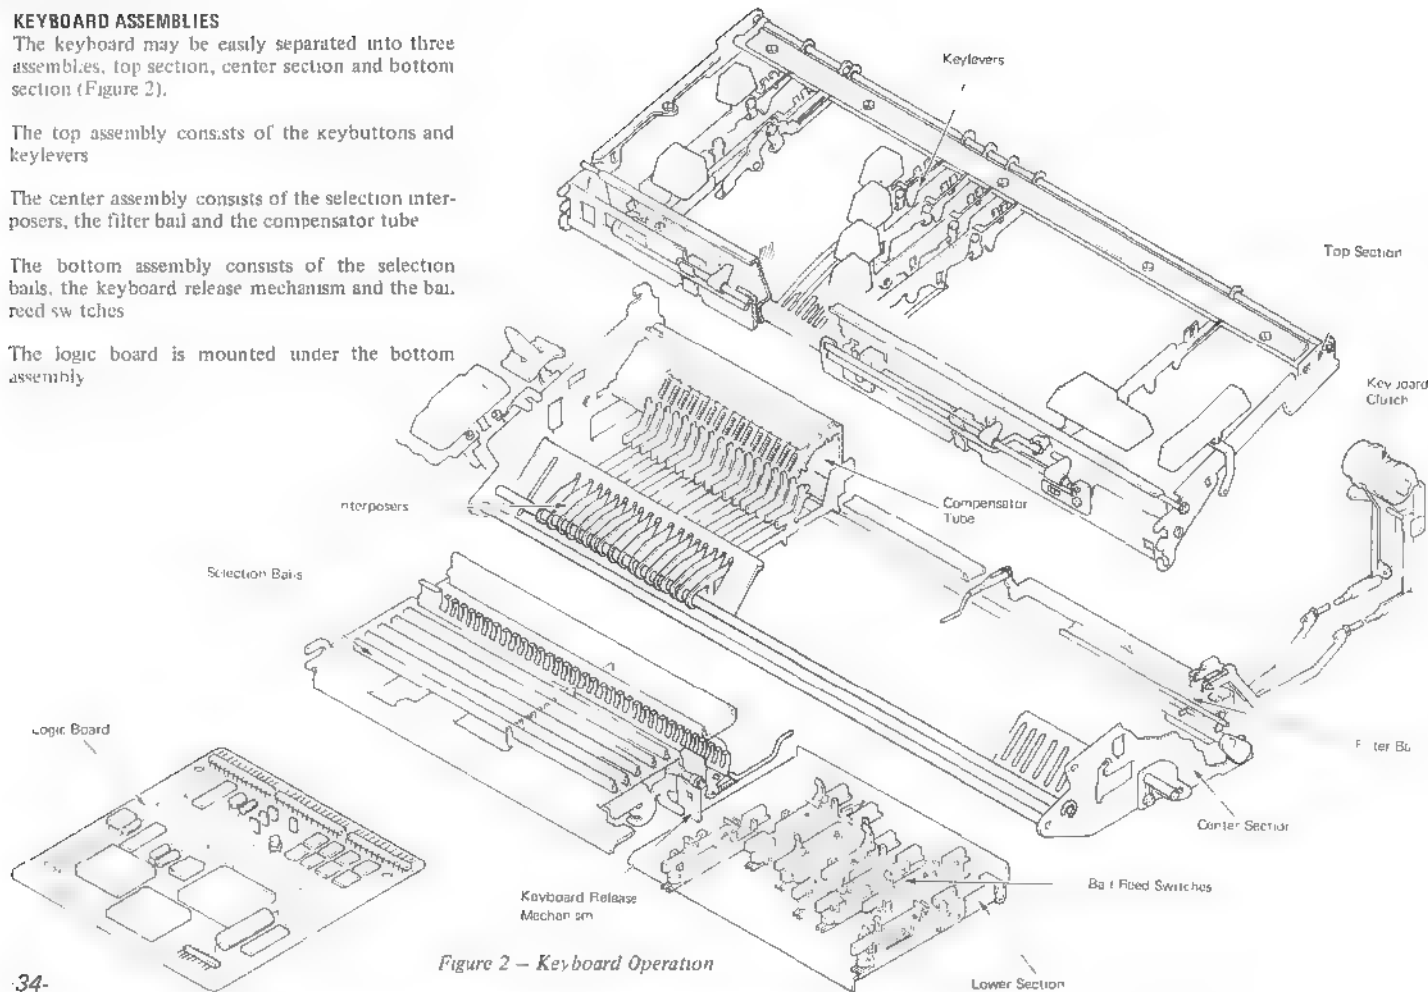 KEYBOARD ASSEMBLIES
The keyboard may be easily separated into three
assemblies, top section, center section and bottom
section (Figure 2).
The top assembly consists of the keybuttons and
keylevers
The center assembly consists of the selection inter-
posers, the filter bail and the compensator tube
The bottom assembly consists of the selection
bails, the keyboard release mechanism and the bail
reed switches
The logic board is mounted under the bottom
assembly
Keylevers
Top Section
Keyboard
Clutch
Compensator
Tube
Interposers
Selection Bails
Logic Board
Filter Bail
Center Section
Bail Reed Switches
Keyboard Release
Mechanism
Figure 2 – Keyboard Operation
Lower Section
-34-